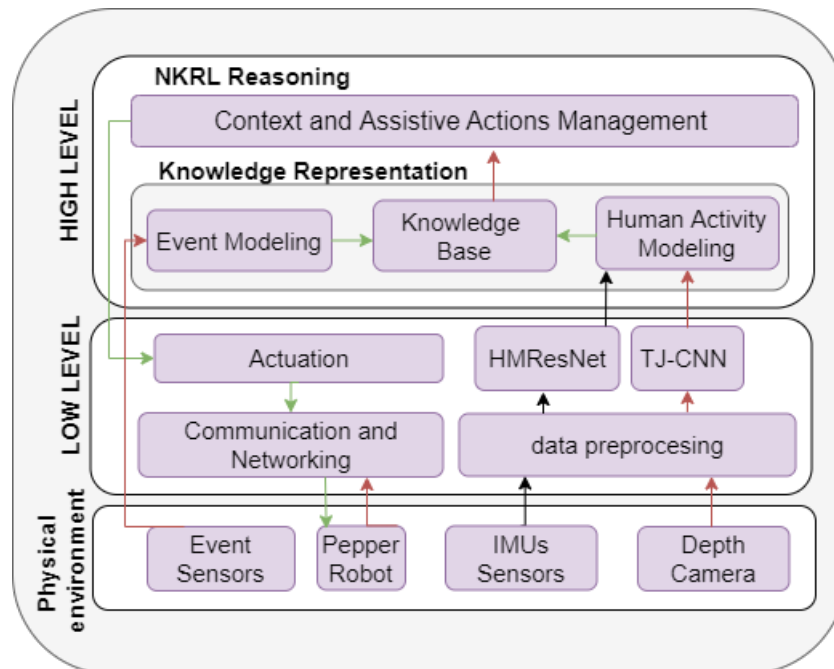 NKRL Reasoning
Context and Assistive Actions Management
Knowledge Representation
Event Modeling
Knowledge
Base
Human Activity
Modeling
HIGH LEVEL
Actuation
HMResNet
TJ-CNN
Communication and
Networking
data preprocesing
LOW LEVEL
Event
Sensors
Pepper
Robot
IMUs
Sensors
Depth
Camera
Physical
environment